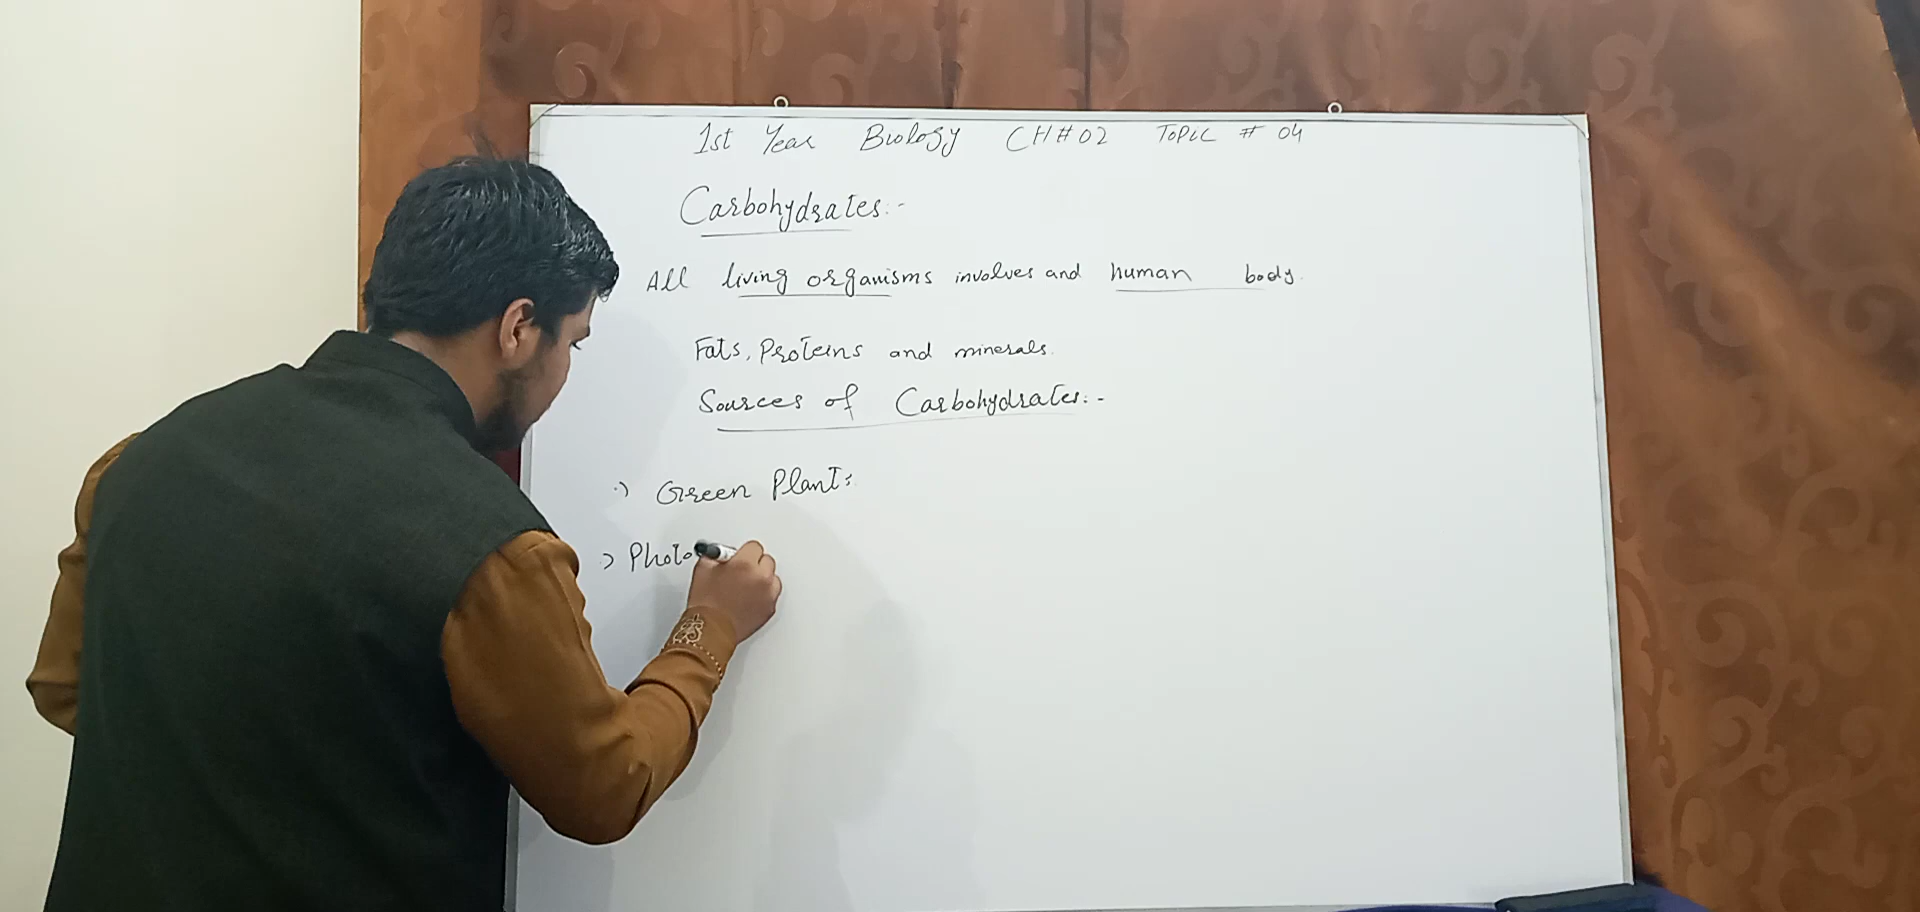 1st Year Biology CH#02 Topic # 04
Carbohydrates:-
All living organisms involves and human body.
Fats, Proteins and minerals.
Sources of Carbohydrates:-
Green Plants
Photo